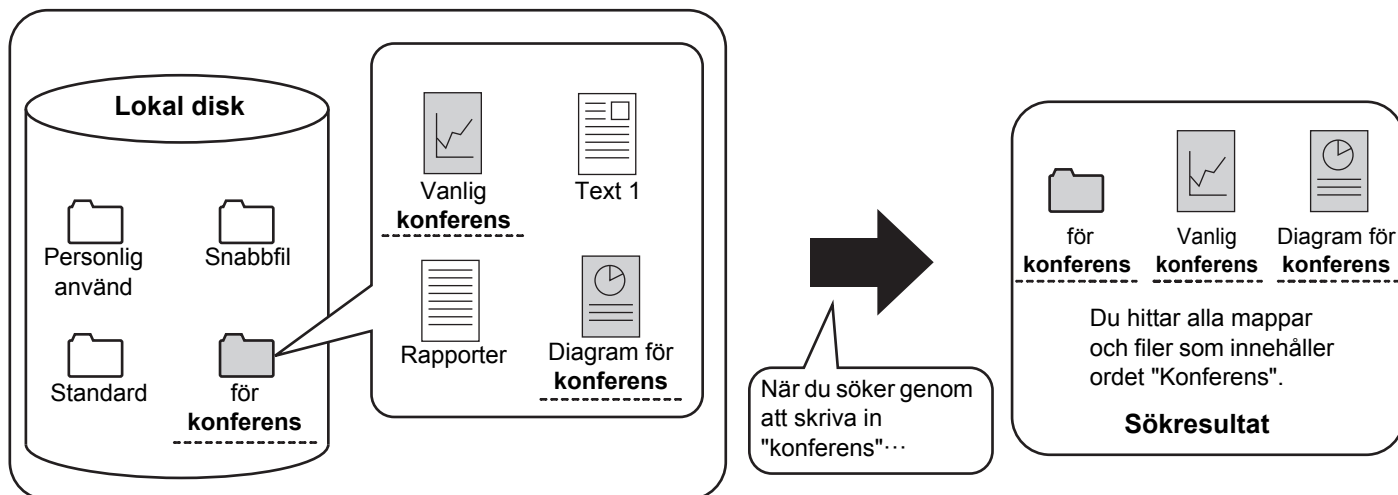 Lokal disk
Personlig
använd
Snabbfil
Standard
för
konferens
Vanlig
konferens
Text 1
Rapporter
Diagram för
konferens
När du söker genom
att skriva in
"konferens"···
för
konferens
Vanlig
konferens
Diagram för
konferens
Du hittar alla mappar
och filer som innehåller
ordet "Konferens".
Sökresultat